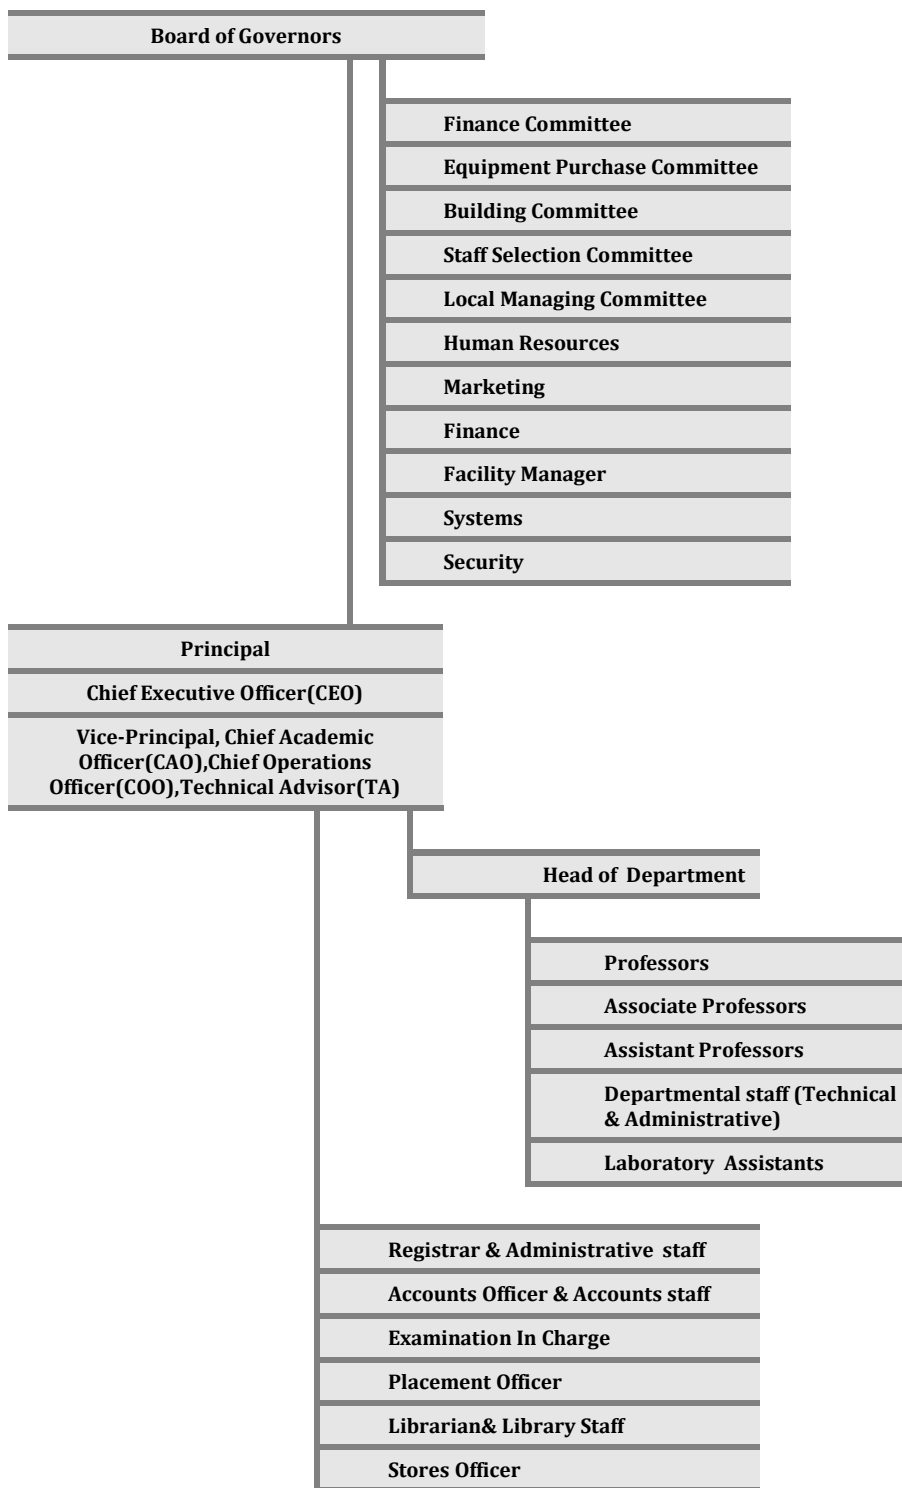 Board of Governors
Finance Committee
Equipment Purchase Committee
Building Committee
Staff Selection Committee
Local Managing Committee
Human Resources
Marketing
Finance
Facility Manager
Systems
Security
Principal
Chief Executive Officer(CEO)
Vice-Principal, Chief Academic
Officer(CAO),Chief Operations
Officer(COO),Technical Advisor(TA)
Head of  Department
Professors
Associate Professors
Assistant Professors
Departmental staff (Technical
& Administrative)
Laboratory  Assistants
Registrar & Administrative  staff
Accounts Officer & Accounts staff
Examination In Charge
Placement Officer
Librarian& Library Staff
Stores Officer